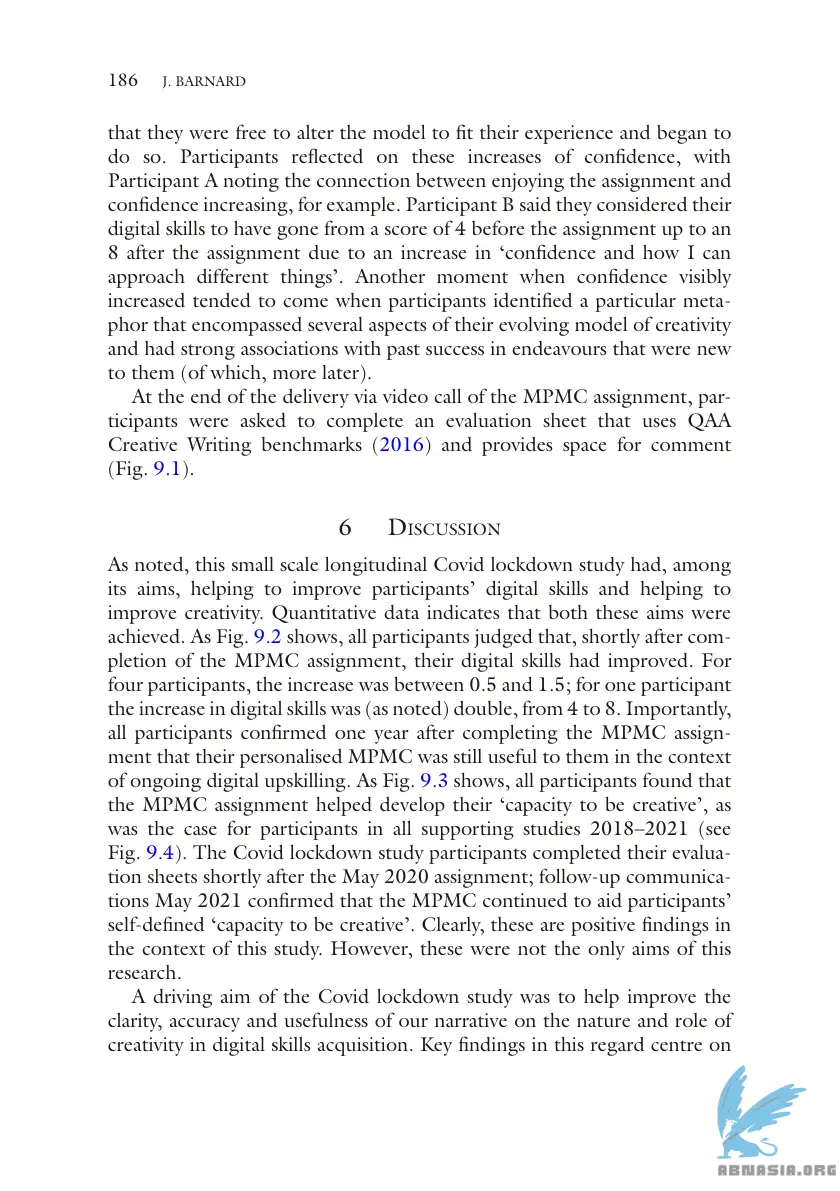 186 J. BARNARD
that they were free to alter the model to fit their experience and began to
do so. Participants reflected on these increases of confidence, with
Participant A noting the connection between enjoying the assignment and
confidence increasing, for example. Participant B said they considered their
digital skills to have gone from a score of 4 before the assignment up to an
8 after the assignment due to an increase in ‘confidence and how I can
approach different things’. Another moment when confidence visibly
increased tended to come when participants identified a particular meta-
phor that encompassed several aspects of their evolving model of creativity
and had strong associations with past success in endeavours that were new
to them (of which, more later).
At the end of the delivery via video call of the MPMC assignment, par-
ticipants were asked to complete an evaluation sheet that uses QAA
Creative Writing benchmarks (2016) and provides space for comment
(Fig. 9.1).
6 Discussion
As noted, this small scale longitudinal Covid lockdown study had, among
its aims, helping to improve participants’ digital skills and helping to
improve creativity. Quantitative data indicates that both these aims were
achieved. As Fig. 9.2 shows, all participants judged that, shortly after com-
pletion of the MPMC assignment, their digital skills had improved. For
four participants, the increase was between 0.5 and 1.5; for one participant
the increase in digital skills was (as noted) double, from 4 to 8. Importantly,
all participants confirmed one year after completing the MPMC assign-
ment that their personalised MPMC was still useful to them in the context
of ongoing digital upskilling. As Fig. 9.3 shows, all participants found that
the MPMC assignment helped develop their ‘capacity to be creative’, as
was the case for participants in all supporting studies 2018–2021 (see
Fig. 9.4). The Covid lockdown study participants completed their evalua-
tion sheets shortly after the May 2020 assignment; follow-up communica-
tions May 2021 confirmed that the MPMC continued to aid participants’
self-defined ‘capacity to be creative’. Clearly, these are positive findings in
the context of this study. However, these were not the only aims of this
research.
A driving aim of the Covid lockdown study was to help improve the
clarity, accuracy and usefulness of our narrative on the nature and role of
creativity in digital skills acquisition. Key findings in this regard centre on
ABNASIA.ORG